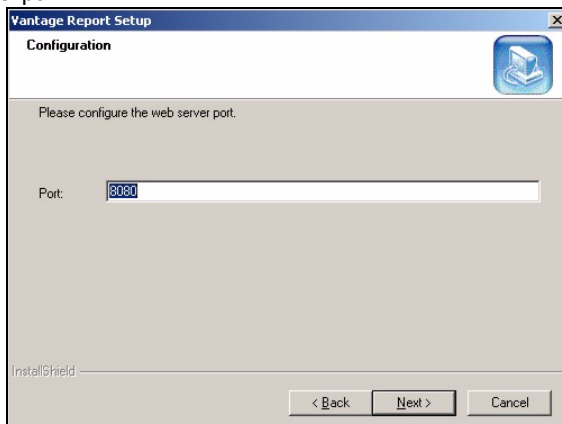 Vantage Report Setup
Configuration
Please configure the web server port.
Port: 8080
InstallShield
< Back Next > Cancel